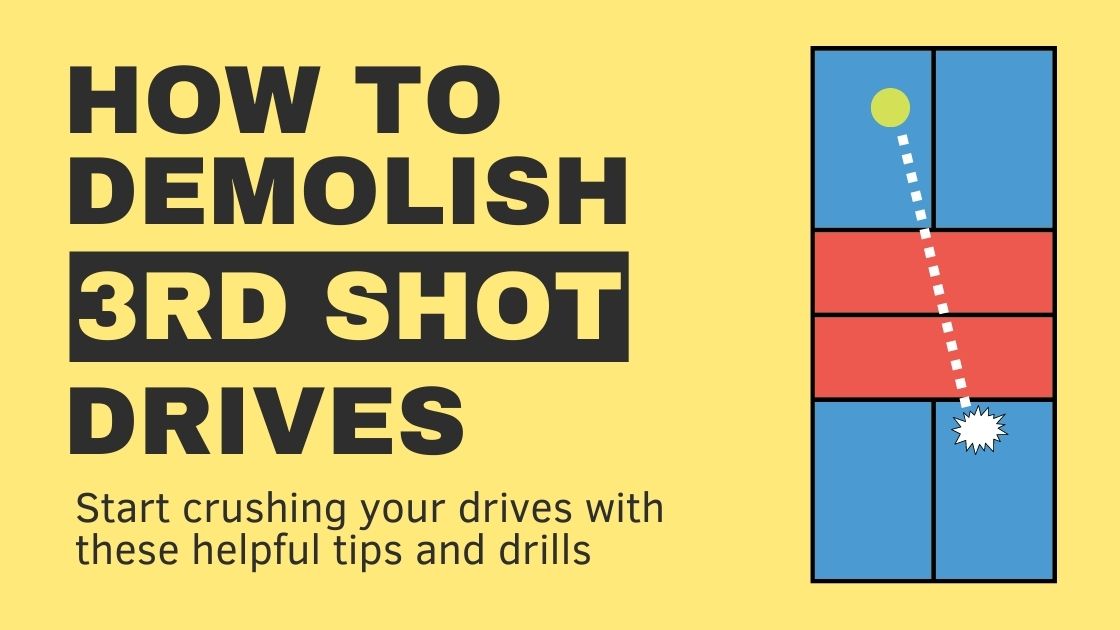 HOW TO
DEMOLISH
3RD SHOT
DRIVES
Start crushing your drives with
these helpful tips and drills